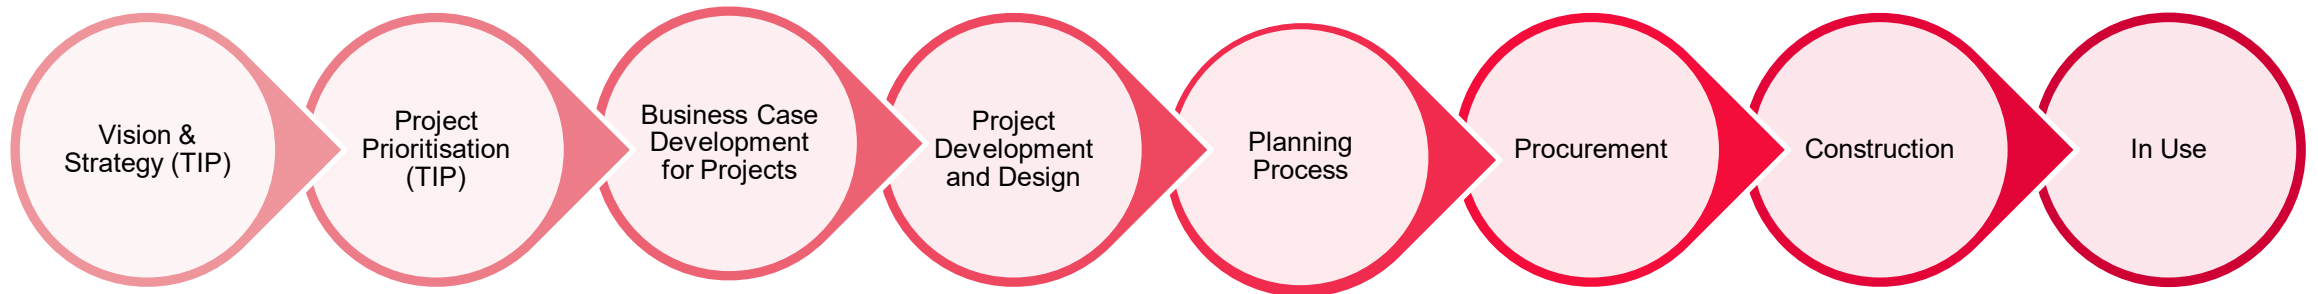 Vision &
Strategy (TIP)
Project
Prioritisation
(TIP)
Business Case
Development
for Projects
Project
Development
and Design
Planning
Process
Procurement
Construction
In Use